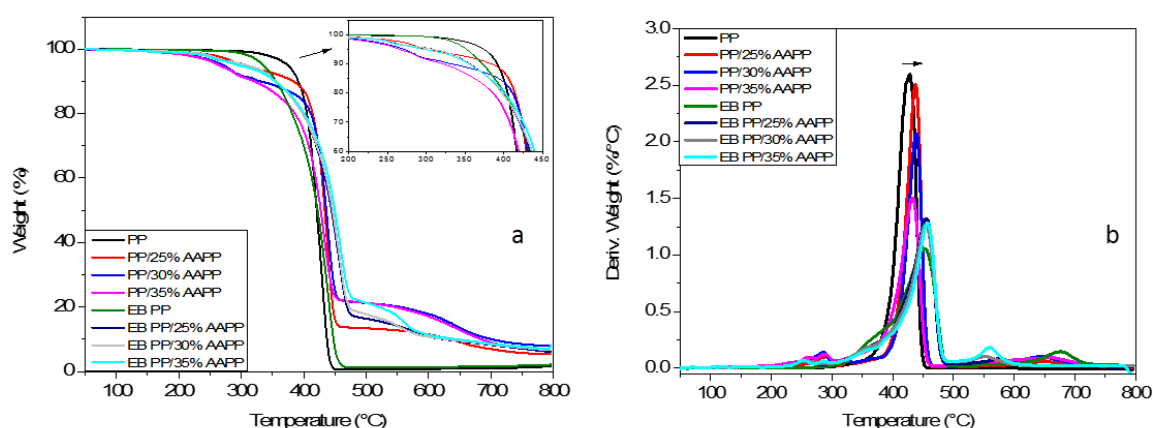 100
80
60
40
20
0
Weight (%)
100 200 300 400 500 600 700 800
Temperature (°C)
PP
PP/25% AAPP
PP/30% AAPP
PP/35% AAPP
EB PP
EB PP/25% AAPP
EB PP/30% AAPP
EB PP/35% AAPP
a
100
90
80
70
60
200 250 300 350 400 450
3.0
2.5
2.0
1.5
1.0
0.5
0.0
Deriv. Weight (%/°C)
100 200 300 400 500 600 700 800
Temperature (°C)
PP
PP/25% AAPP
PP/30% AAPP
PP/35% AAPP
EB PP
EB PP/25% AAPP
EB PP/30% AAPP
EB PP/35% AAPP
b